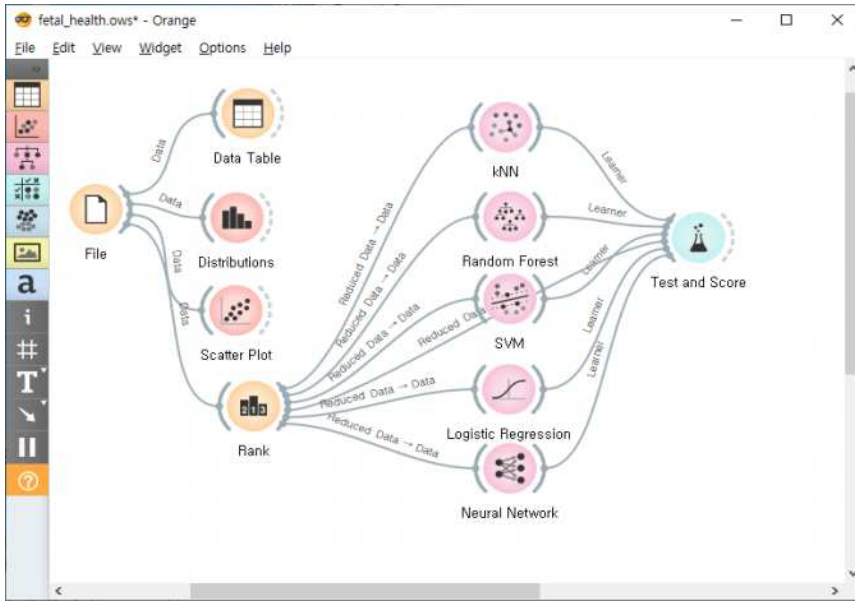 fetal_health.ows* - Orange
File Edit View Widget Options Help
Data
Data Table
Data
Distributions
File
Data
Scatter Plot
Data
213
Rank
Reduced Data → Data
kNN
Learner
Reduced Data → Data
Random Forest
Learner
Reduced Data → Data
SVM
Learner
Reduced Data
Test and Score
Reduced Data → Data
Logistic Regression
Learner
Reduced Data → Data
Neural Network
Learner
a
i
#
T
?